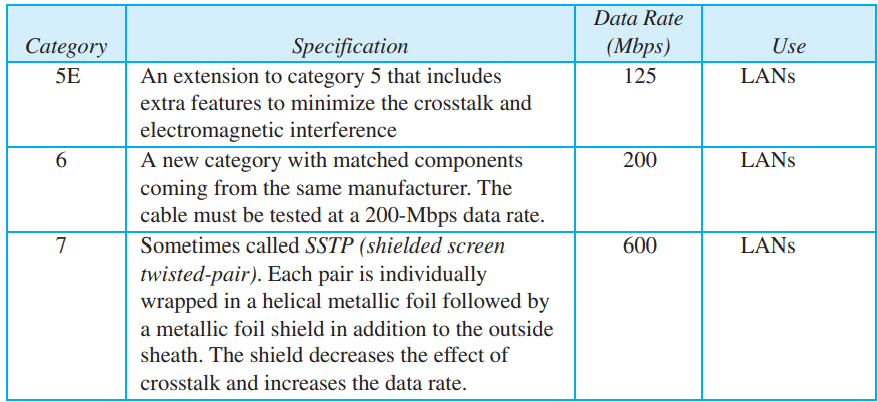 Category Specification Data Rate (Mbps) Use
5E An extension to category 5 that includes 125 LANs
extra features to minimize the crosstalk and
electromagnetic interference
6 A new category with matched components 200 LANs
coming from the same manufacturer. The
cable must be tested at a 200-Mbps data rate.
7 Sometimes called SSTP (shielded screen 600 LANs
twisted-pair). Each pair is individually
wrapped in a helical metallic foil followed by
a metallic foil shield in addition to the outside
sheath. The shield decreases the effect of
crosstalk and increases the data rate.